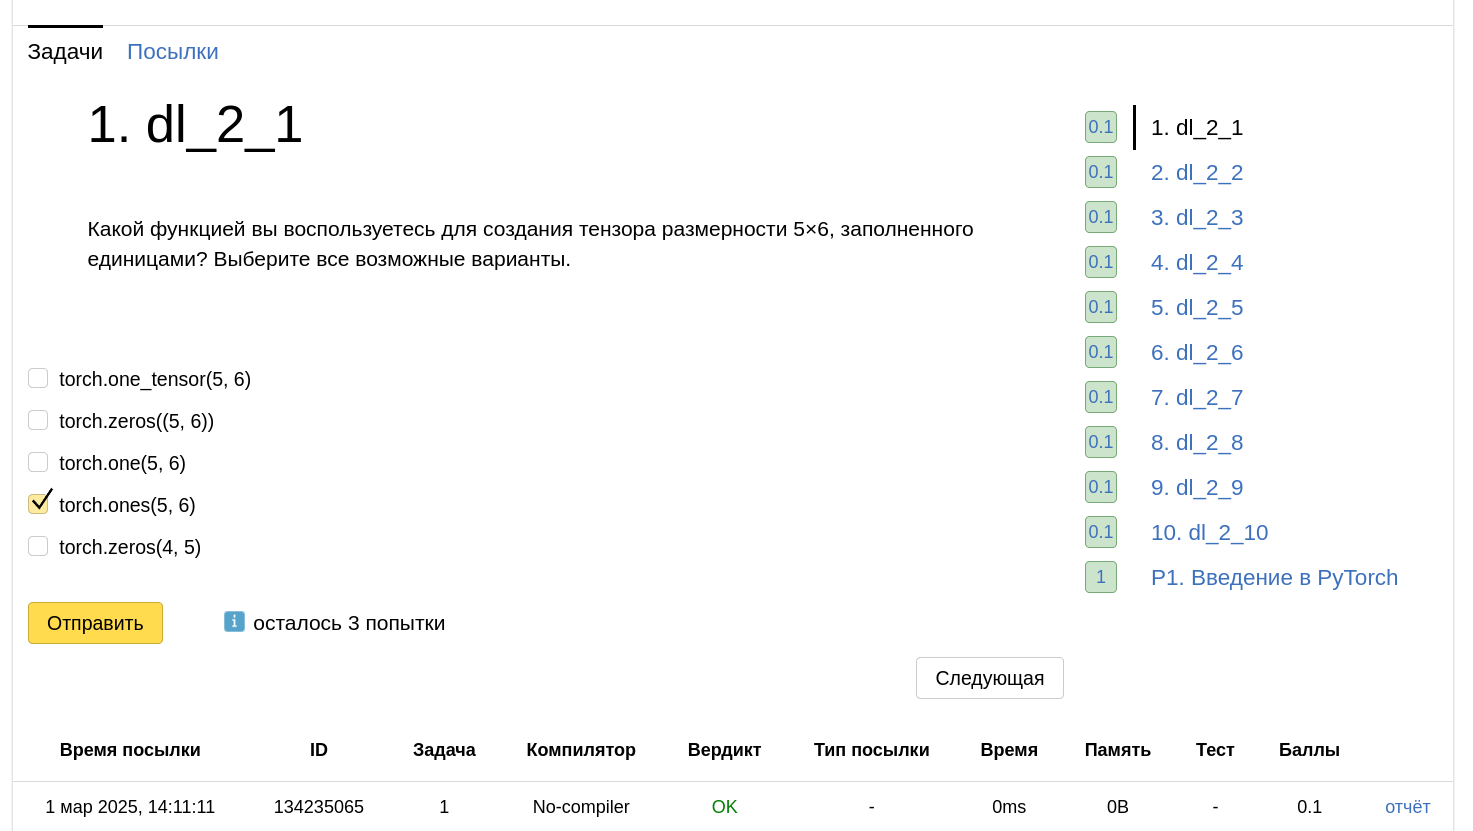 Задачи Посылки
1. dl_2_1
Какой функцией вы воспользуетесь для создания тензора размерности 5×6, заполненного
единицами? Выберите все возможные варианты.
torch.one_tensor(5, 6)
torch.zeros((5, 6))
torch.one(5, 6)
torch.ones(5, 6)
torch.zeros(4, 5)
Отправить
i осталось 3 попытки
Следующая
0.1 1. dl_2_1
0.1 2. dl_2_2
0.1 3. dl_2_3
0.1 4. dl_2_4
0.1 5. dl_2_5
0.1 6. dl_2_6
0.1 7. dl_2_7
0.1 8. dl_2_8
0.1 9. dl_2_9
0.1 10. dl_2_10
1 P1. Введение в PyTorch
Время посылки ID Задача Компилятор Вердикт Тип посылки Время Память Тест Баллы
1 мар 2025, 14:11:11 134235065 1 No-compiler OK - 0ms 0B - 0.1 отчёт